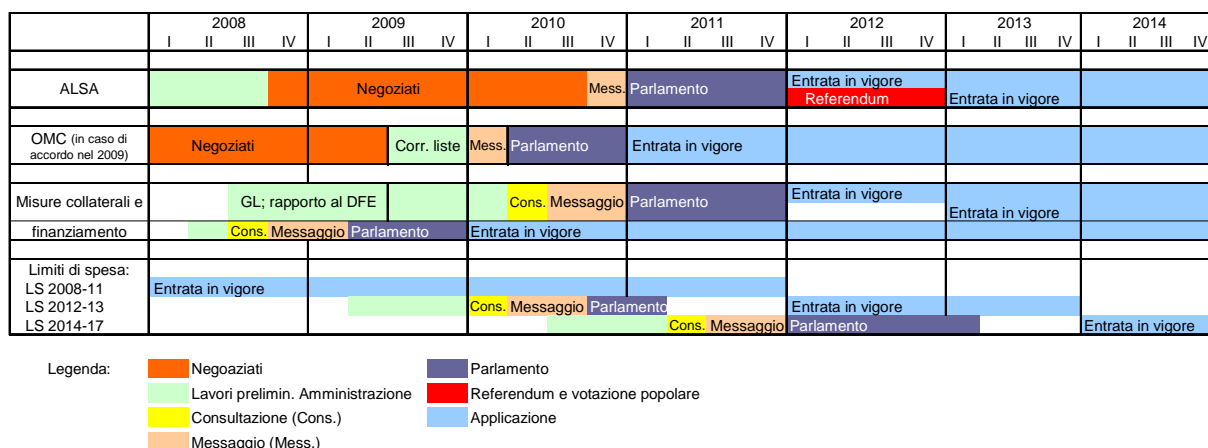 2008 2009 2010 2011 2012 2013 2014
I II III IV I II III IV I II III IV I II III IV I II III IV I II III IV I II III IV
ALSA Negoziati Mess. Parlamento Entrata in vigore
Referendum Entrata in vigore
OMC (in caso di accordo nel 2009) Negoziati Corr. liste Mess. Parlamento Entrata in vigore
Misure collaterali e GL; rapporto al DFE Cons. Messaggio Parlamento Entrata in vigore
Entrata in vigore
finanziamento Cons. Messaggio Parlamento Entrata in vigore
Limiti di spesa:
LS 2008-11 Entrata in vigore
LS 2012-13 Cons. Messaggio Parlamento Entrata in vigore
LS 2014-17 Cons. Messaggio Parlamento Entrata in vigore
Legenda: Negoaziati Parlamento
Lavori prelimin. Amministrazione Referendum e votazione popolare
Consultazione (Cons.) Applicazione
Messaggio (Mess.)